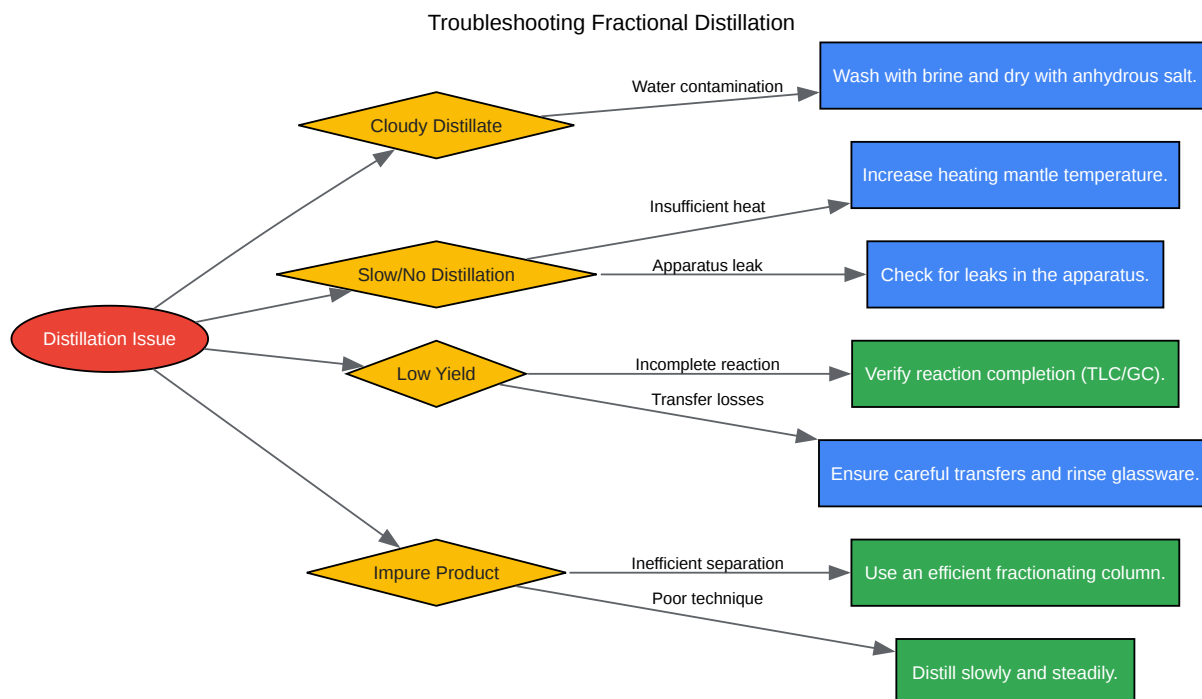 Troubleshooting Fractional Distillation
Distillation Issue
Cloudy Distillate
Water contamination
Wash with brine and dry with anhydrous salt.
Slow/No Distillation
Insufficient heat
Increase heating mantle temperature.
Apparatus leak
Check for leaks in the apparatus.
Low Yield
Incomplete reaction
Verify reaction completion (TLC/GC).
Transfer losses
Ensure careful transfers and rinse glassware.
Impure Product
Inefficient separation
Use an efficient fractionating column.
Poor technique
Distill slowly and steadily.